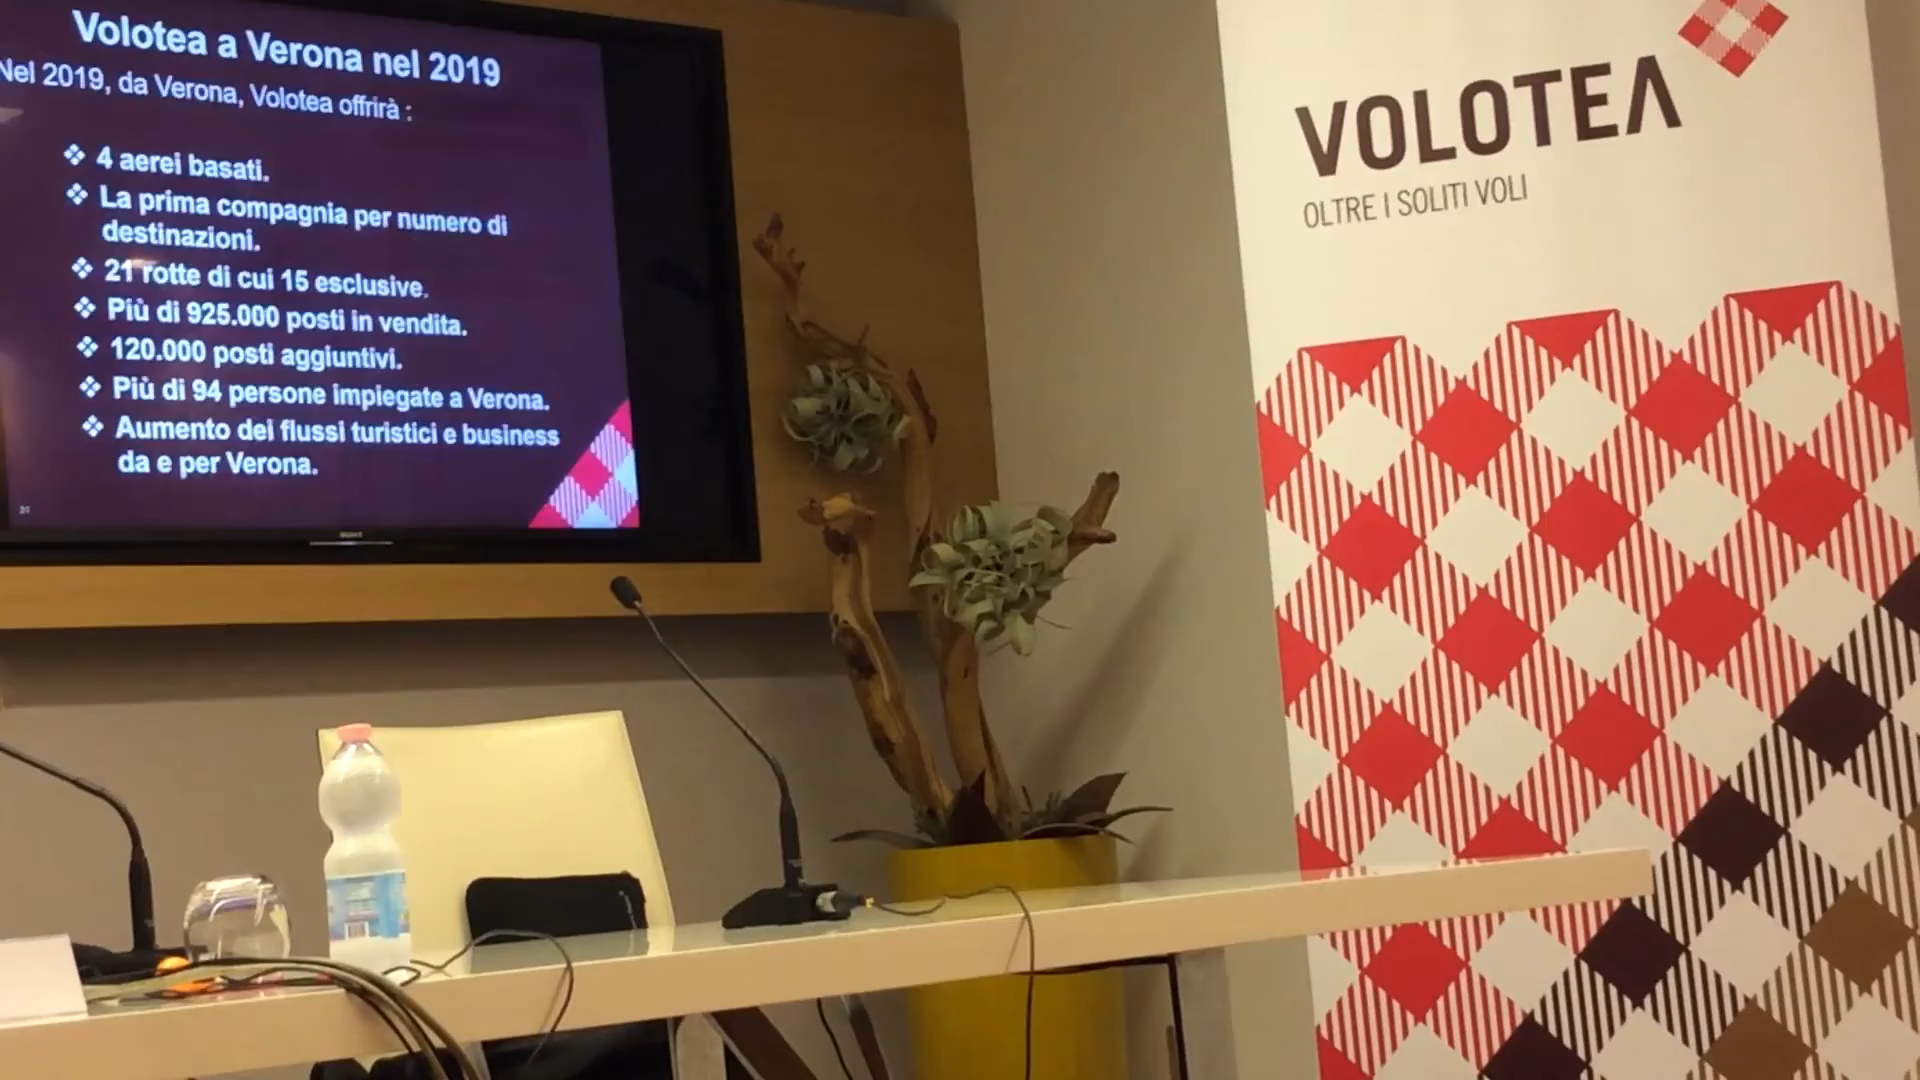 Volotea a Verona nel 2019
Nel 2019, da Verona, Volotea offrirà :
❖ 4 aerei basati.
❖ La prima compagnia per numero di
destinazioni.
❖ 21 rotte di cui 15 esclusive.
❖ Più di 925.000 posti in vendita.
❖ 120.000 posti aggiuntivi.
❖ Più di 94 persone impiegate a Verona.
❖ Aumento dei flussi turistici e business
da e per Verona.
SONY
VOLOTEA
OLTRE I SOLITI VOLI